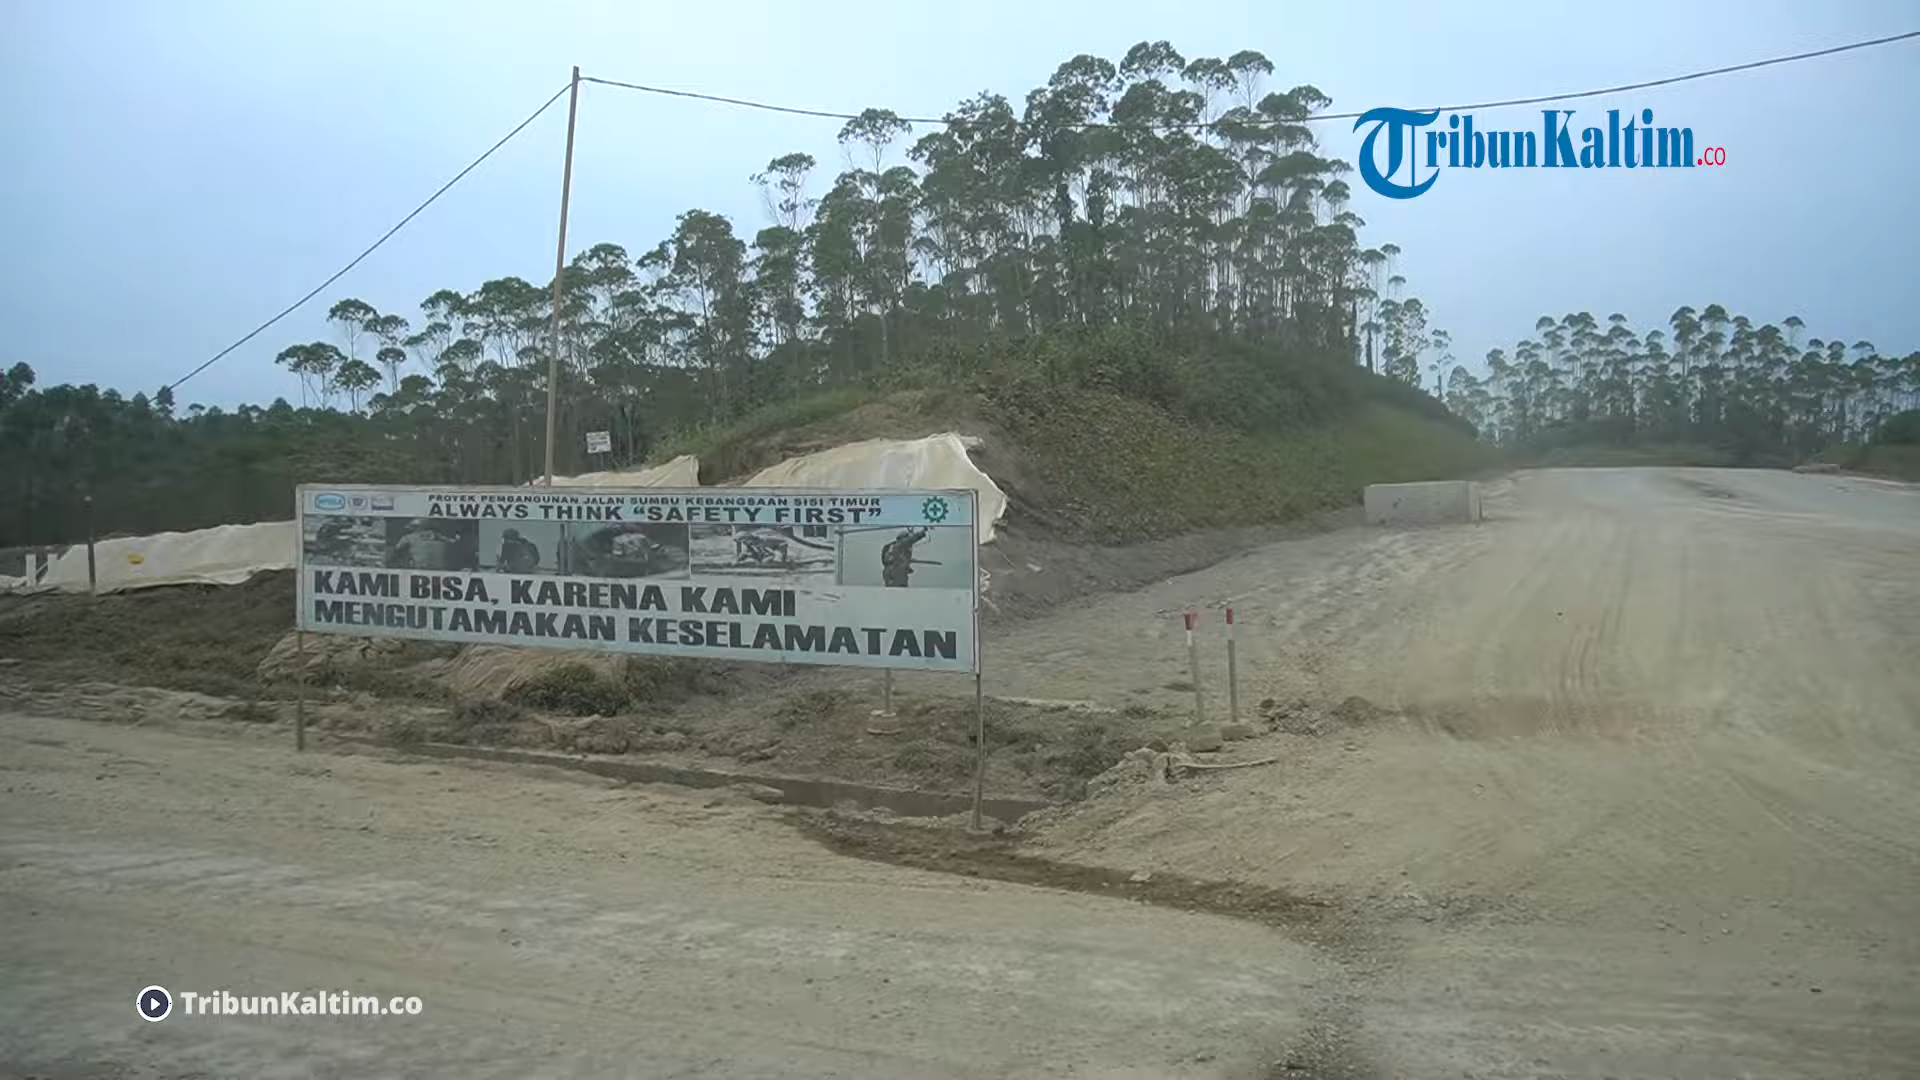 TribunKaltim.co
PROYEK PEMBANGUNAN JALAN SUMBU KEBANGSAAN SISI TIMUR
ALWAYS THINK “SAFETY FIRST”
KAMI BISA, KARENA KAMI
MENGUTAMAKAN KESELAMATAN
TribunKaltim.co